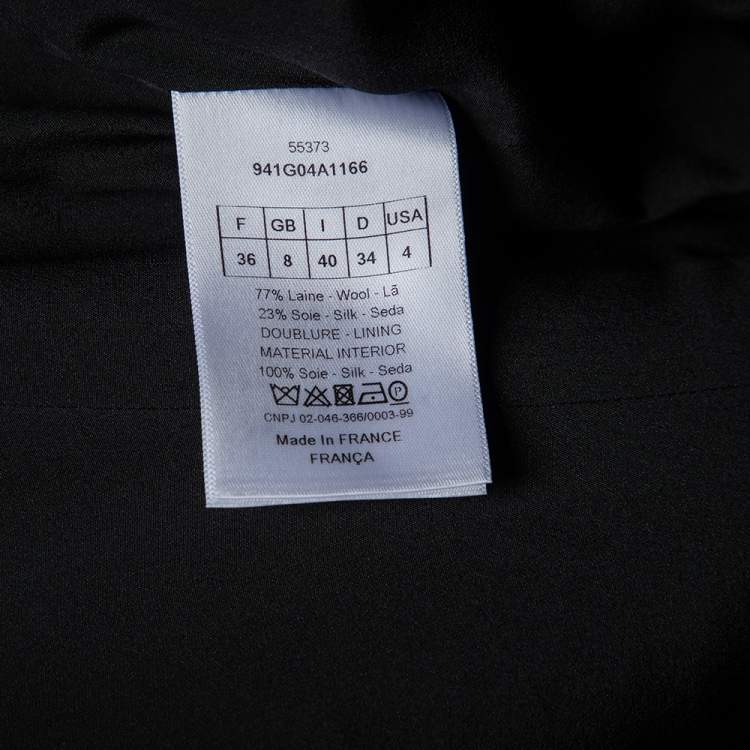 55373
941G04A1166
F GB I D USA
36 8 40 34 4
77% Laine - Wool - Lã
23% Soie - Silk - Seda
DOUBLURE - LINING
MATERIAL INTERIOR
100% Soie - Silk - Seda
P
CNPJ 02-046-366/0003-99
Made In FRANCE
FRANÇA